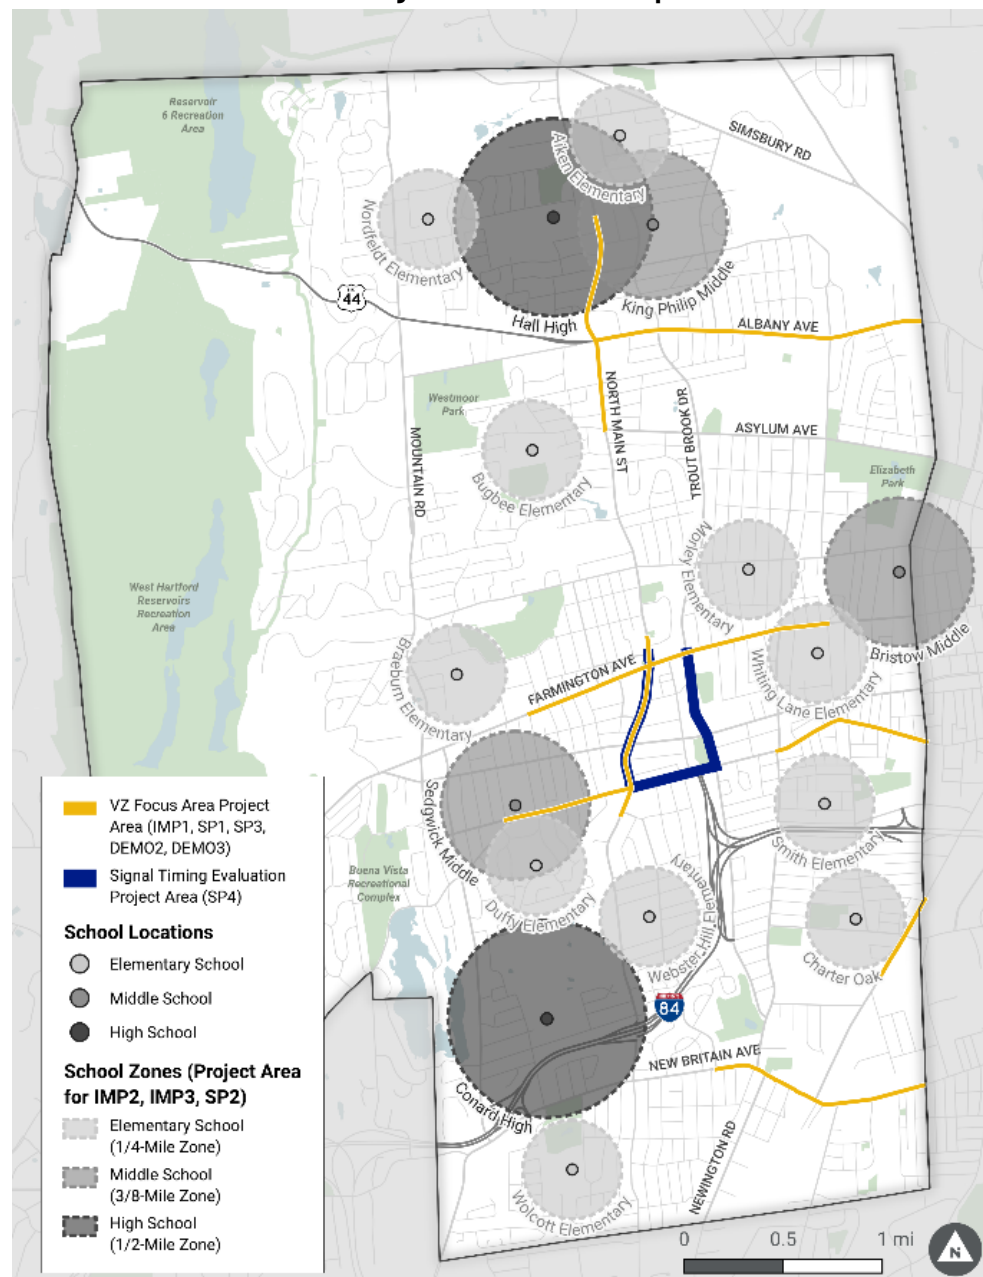 Reservoir
6 Recreation
Area
SIMSBURY RD
Aiken Elementary
Nordfeldt Elementary
King Philip Middle
Hall High
44
ALBANY AVE
Westmoor
Park
NORTH MAIN ST
TROUT BROOK DR
MOUNTAIN RD
ASYLUM AVE
Elizabeth
Park
Bugbee Elementary
Morley Elementary
West Hartford
Reservoirs
Recreation
Area
Bristow Middle
Braeburn Elementary
FARMINGTON AVE
Whiting Lane Elementary
Sedgwick Middle
Smith Elementary
Buena Vista
Recreational
Complex
Duffy Elementary
Webster Hill Elementary
Charter Oak
84
NEW BRITAIN AVE
Conard High
NEWINGTON RD
Wolcott Elementary
VZ Focus Area Project
Area (IMP1, SP1, SP3,
DEMO2, DEMO3)
Signal Timing Evaluation
Project Area (SP4)
School Locations
Elementary School
Middle School
High School
School Zones (Project Area
for IMP2, IMP3, SP2)
Elementary School
(1/4-Mile Zone)
Middle School
(3/8-Mile Zone)
High School
(1/2-Mile Zone)
0 0.5 1 mi
N